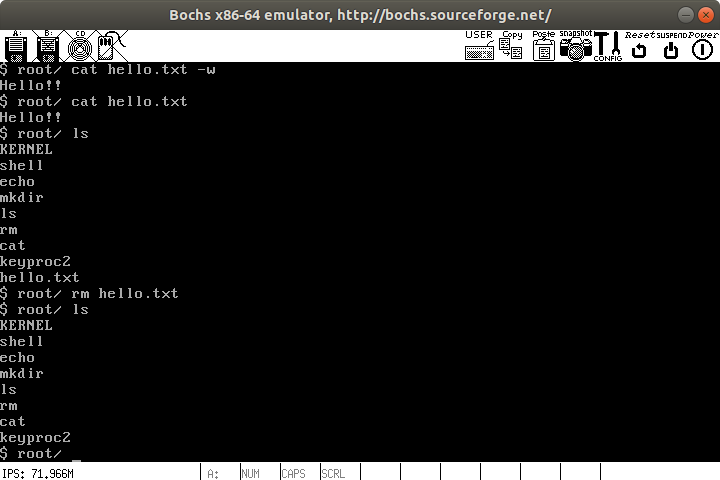 Bochs x86-64 emulator, http://bochs.sourceforge.net/
A: B: CD USER Copy Paste snapshot CONFIG Reset SUSPEND Power
$ root/ cat hello.txt -w
Hello!!
$ root/ cat hello.txt
Hello!!
$ root/ ls
KERNEL
shell
echo
mkdir
ls
rm
cat
keyproc2
hello.txt
$ root/ rm hello.txt
$ root/ ls
KERNEL
shell
echo
mkdir
ls
rm
cat
keyproc2
$ root/ _
IPS: 71.966M A: NUM CAPS SCRL